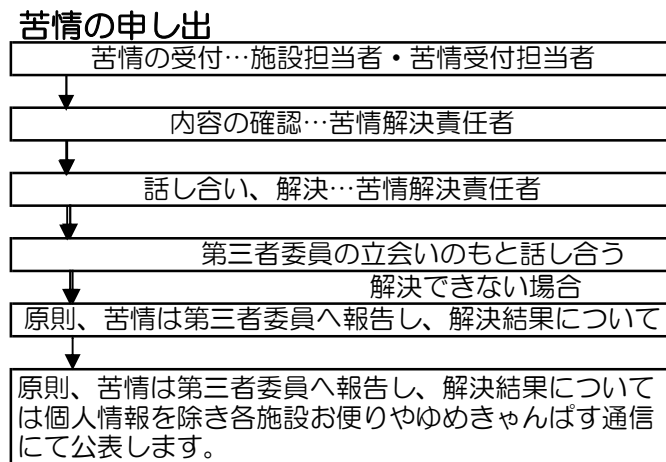 苦情の申し出
苦情の受付…施設担当者・苦情受付担当者
内容の確認…苦情解決責任者
話し合い、解決…苦情解決責任者
第三者委員の立会いのもと話し合う
解決できない場合
原則、苦情は第三者委員へ報告し、解決結果について
原則、苦情は第三者委員へ報告し、解決結果について
は個人情報を除き各施設お便りやゆめきゃんぱす通信
にて公表します。